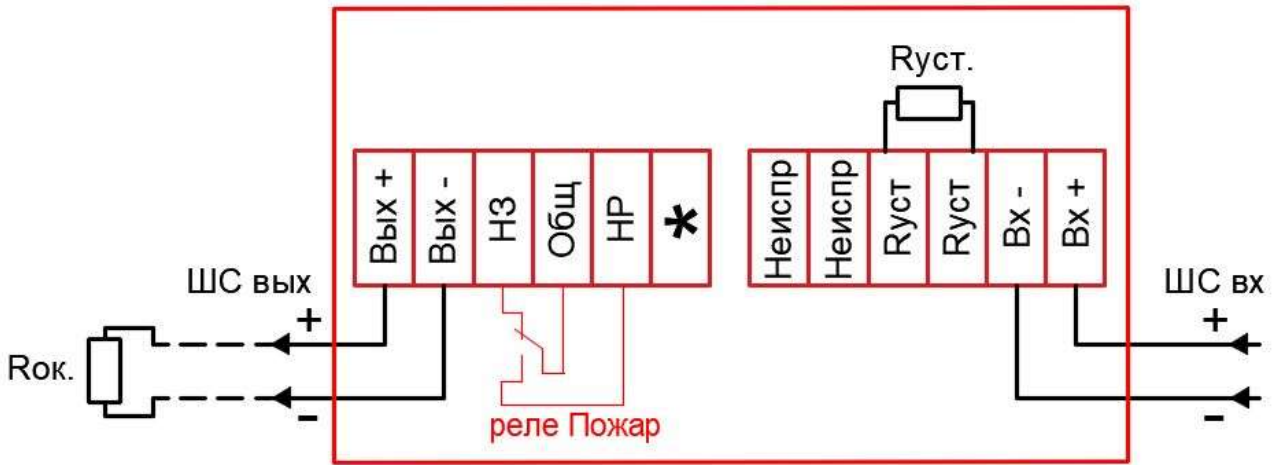 Rуст.
Вых +
Вых -
НЗ
Общ
НР
*
Неиспр
Неиспр
Rуст
Rуст
Вх -
Вх +
ШС вых
+
-
Rок.
ШС вх
+
-
реле Пожар